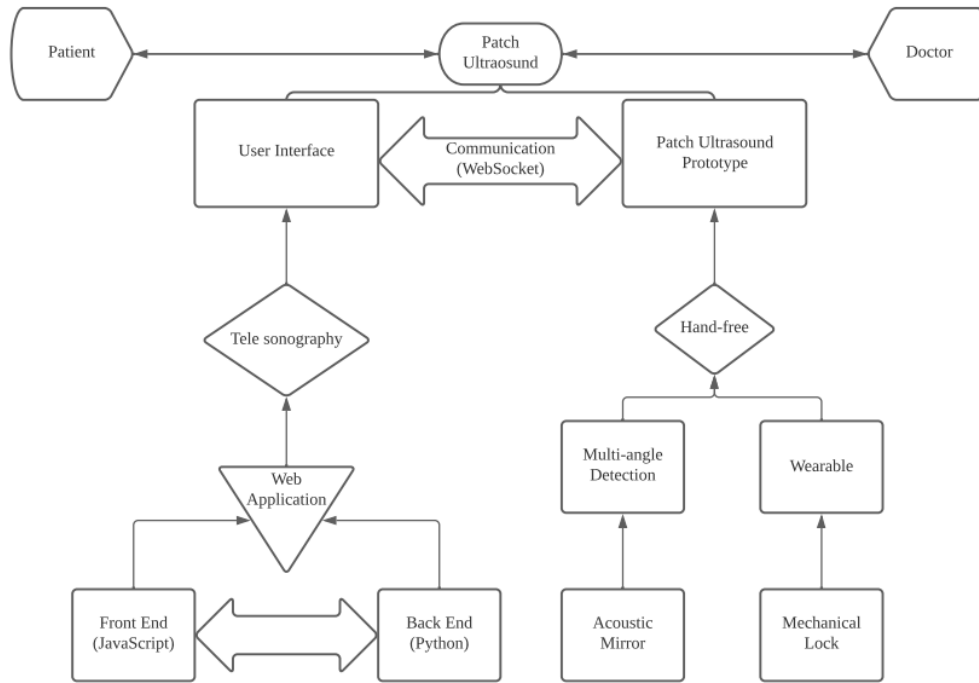 Patient
Patch
Ultraosund
Doctor
User Interface
Communication
(WebSocket)
Patch Ultrasound
Prototype
Tele sonography
Hand-free
Multi-angle
Detection
Wearable
Web
Application
Front End
(JavaScript)
Back End
(Python)
Acoustic
Mirror
Mechanical
Lock